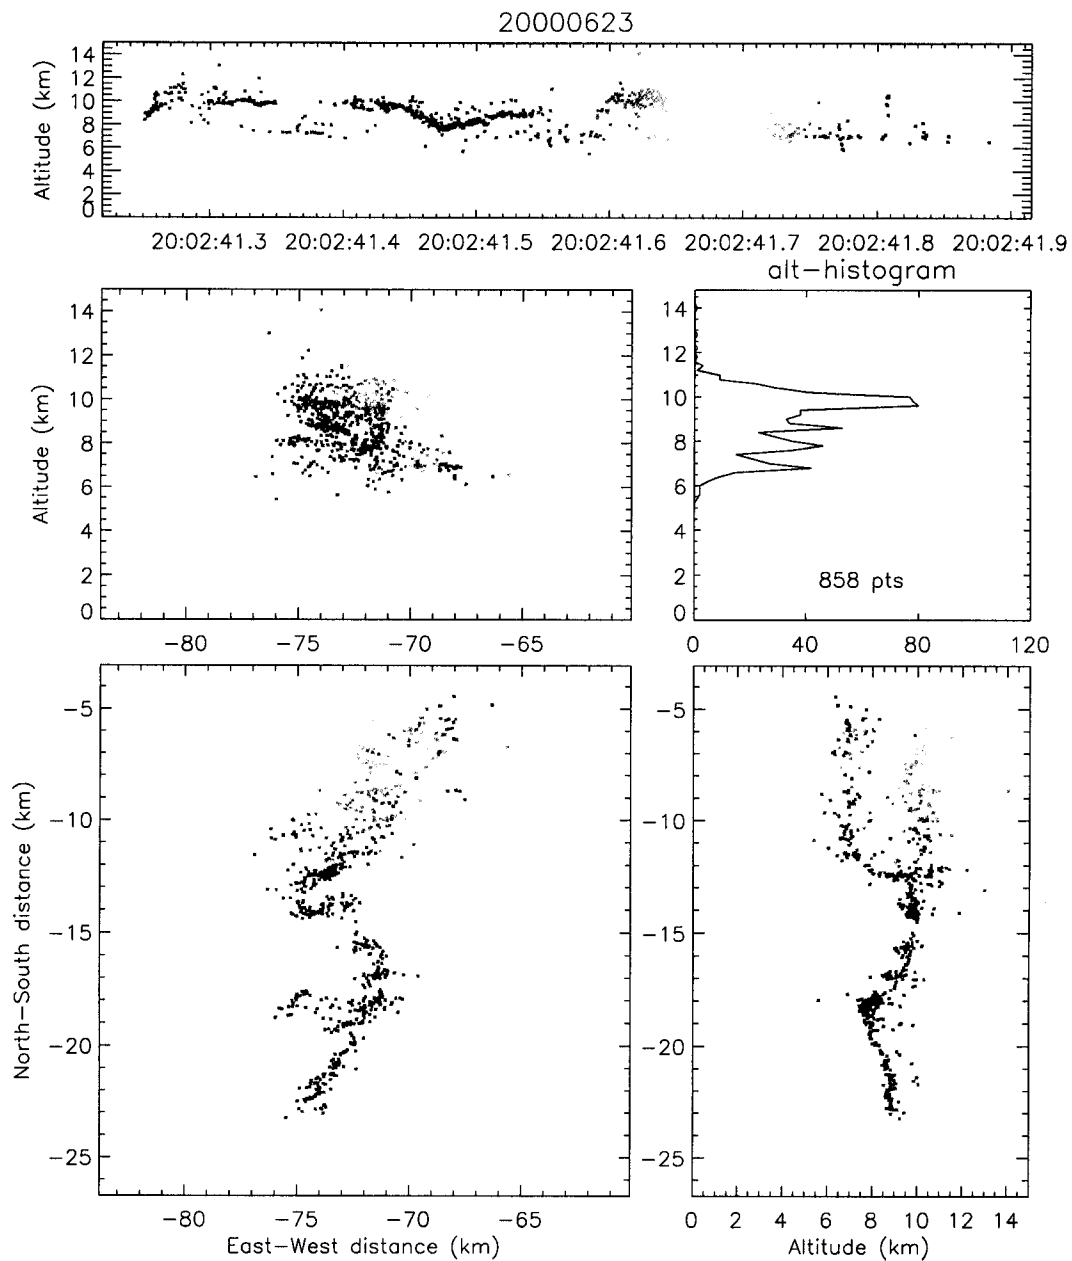 20000623
Altitude (km)
14
12
10
8
6
4
2
0
20:02:41.3 20:02:41.4 20:02:41.5 20:02:41.6 20:02:41.7 20:02:41.8 20:02:41.9
alt-histogram
Altitude (km)
14
12
10
8
6
4
2
0
-80 -75 -70 -65
14
12
10
8
6
4
2
0
858 pts
0 40 80 120
North-South distance (km)
-5
-10
-15
-20
-25
-80 -75 -70 -65
East-West distance (km)
-5
-10
-15
-20
-25
0 2 4 6 8 10 12 14
Altitude (km)